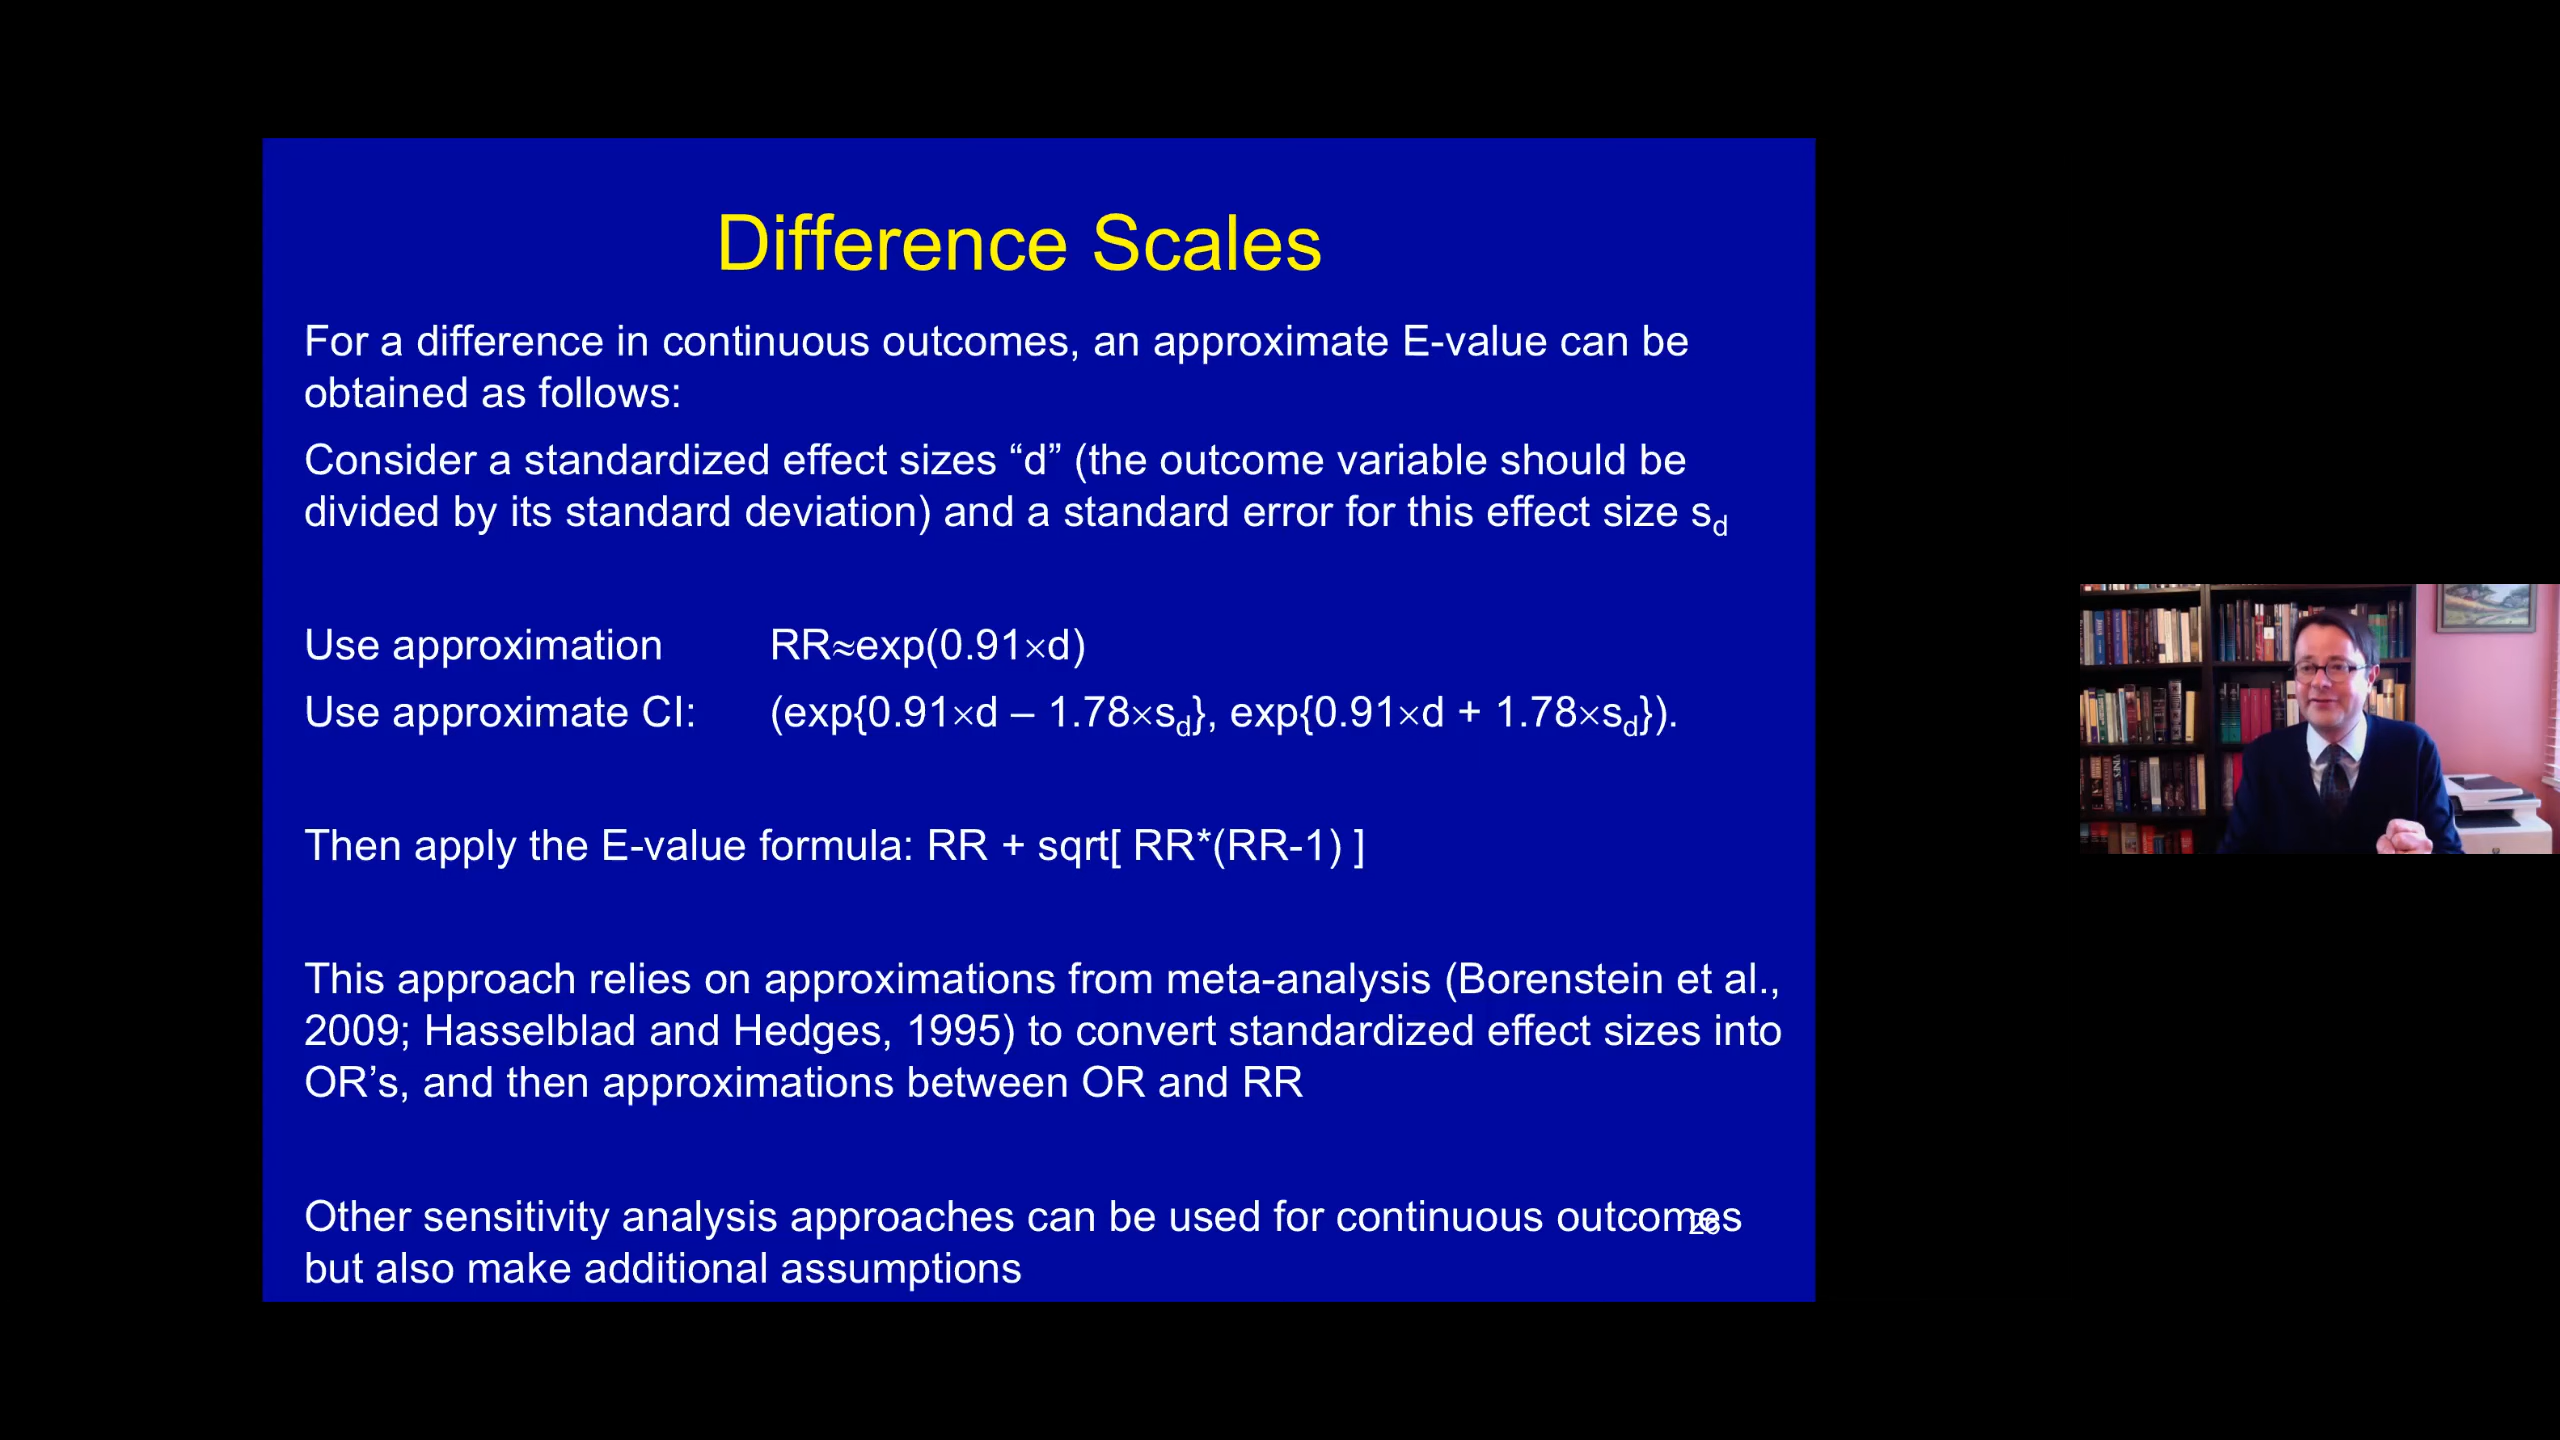 Difference Scales
For a difference in continuous outcomes, an approximate E-value can be
obtained as follows:
Consider a standardized effect sizes “d” (the outcome variable should be
divided by its standard deviation) and a standard error for this effect size sd
Use approximation RR≈exp(0.91×d)
Use approximate CI: (exp{0.91×d – 1.78×sd}, exp{0.91×d + 1.78×sd}).
Then apply the E-value formula: RR + sqrt[ RR*(RR-1) ]
This approach relies on approximations from meta-analysis (Borenstein et al.,
2009; Hasselblad and Hedges, 1995) to convert standardized effect sizes into
OR’s, and then approximations between OR and RR
Other sensitivity analysis approaches can be used for continuous outcomes
but also make additional assumptions